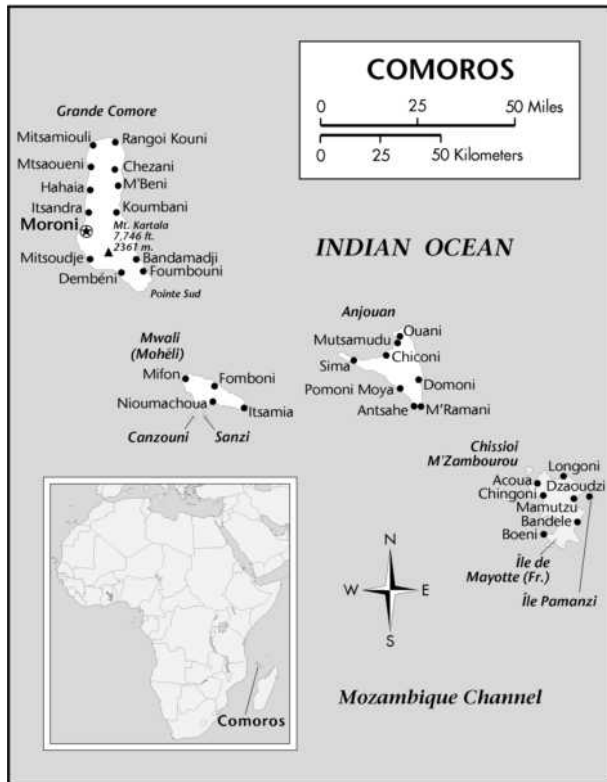 COMOROS
0 25 50 Miles
0 25 50 Kilometers
Grande Comore
Mitsamiouli
Rangoi Kouni
Mtsaoueni
Chezani
Hahaia
M'Beni
Itsandra
Koumbani
Moroni
Mt. Kartala
7,746 ft.
2361 m.
Mitsoudje
Bandamadji
Dembéni
Foumbouni
Pointe Sud
INDIAN OCEAN
Anjouan
Ouani
Mutsamudu
Chiconi
Sima
Domoni
Pomoni Moya
Antsahe
M'Ramani
Mwali
(Mohéli)
Mifon
Fomboni
Nioumachoua
Itsamia
Canzouni
Sanzi
Chissioi
M'Zambourou
Longoni
Acoua
Dzaoudzi
Chingoni
Mamutzu
Bandele
Boeni
Île de
Mayotte (Fr.)
Île Pamanzi
N
W E
S
Comoros
Mozambique Channel